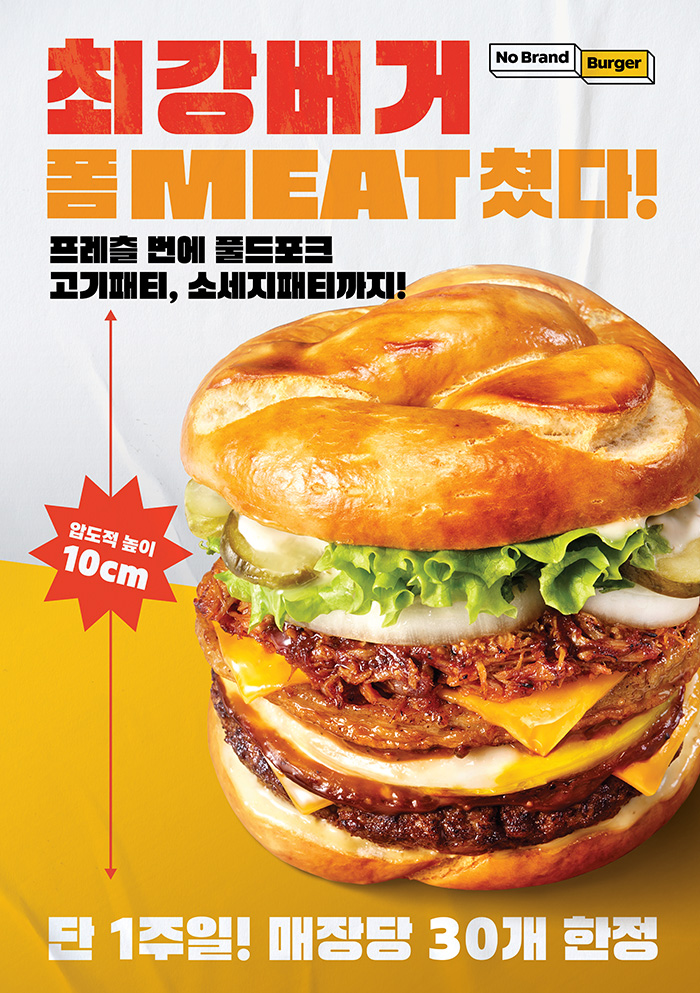 최강버거
No Brand Burger
폼MEAT쳤다!
프레츨 번에 풀드포크
고기패티, 소세지패티까지!
압도적 높이
10cm
단 1주일! 매장당 30개 한정